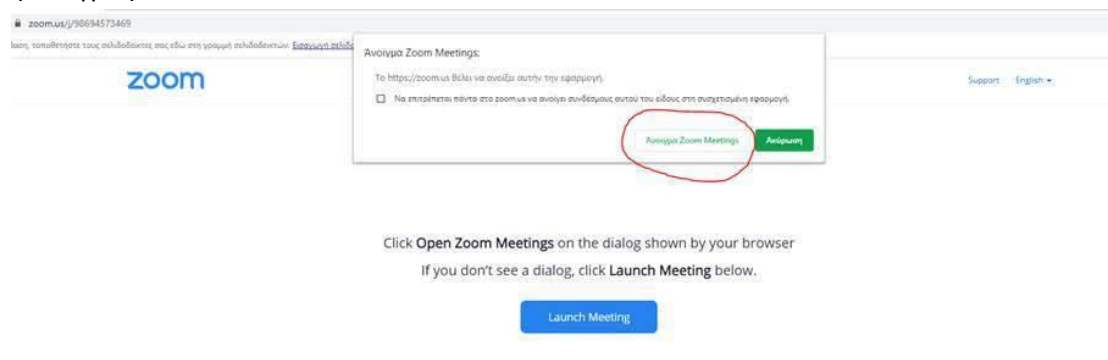 zoom.us/j/98694573469
τοποθετήστε τους σελιδοδείκτες σας εδώ στη γραμμή σελιδοδεικτών. Εισαγωγή σελιδο
Άνοιγμα Zoom Meetings;
Το https://zoom.us θέλει να ανοίξει αυτήν την εφαρμογή.
Να επιτρέπεται πάντα στο zoom.us να ανοίγει συνδέσμους αυτού του είδους στη συσχετισμένη εφαρμογή.
zoom
Support English
Άνοιγμα Zoom Meetings Ακύρωση
Click Open Zoom Meetings on the dialog shown by your browser
If you don't see a dialog, click Launch Meeting below.
Launch Meeting